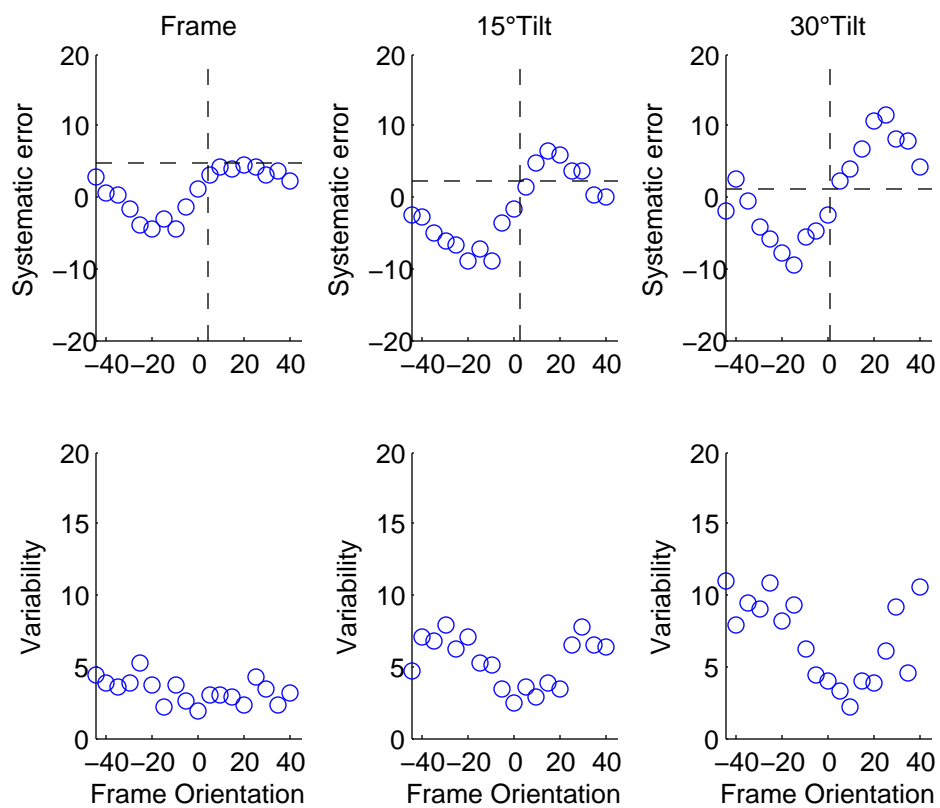 Frame 15°Tilt 30°Tilt
20 20 20
10 10 10
0 0 0
−10 −10 −10
−20 −20 −20
Systematic error Systematic error Systematic error
−40 −20 0 20 40 −40 −20 0 20 40 −40 −20 0 20 40
20 20 20
15 15 15
10 10 10
5 5 5
0 0 0
Variability Variability Variability
−40 −20 0 20 40 −40 −20 0 20 40 −40 −20 0 20 40
Frame Orientation Frame Orientation Frame Orientation